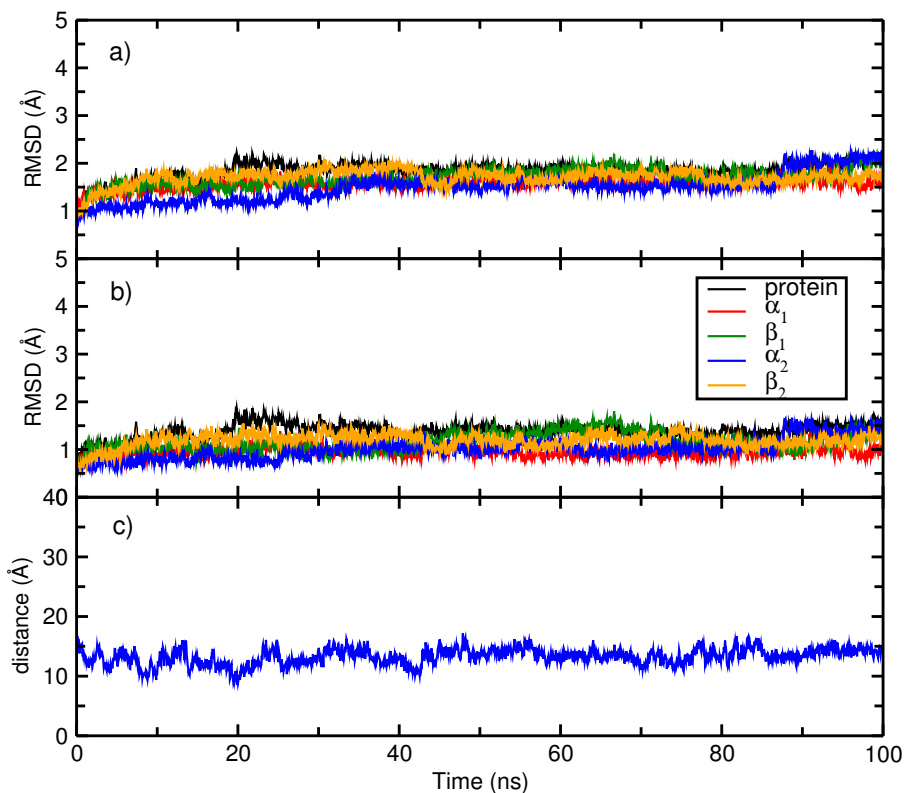 5
a)
4
3
2
1
RMSD (Å)
5
b)
4
3
2
1
RMSD (Å)
protein
α₁
β₁
α₂
β₂
40
0
c)
30
20
10
0
distance (Å)
0 20 40 60 80 100
Time (ns)